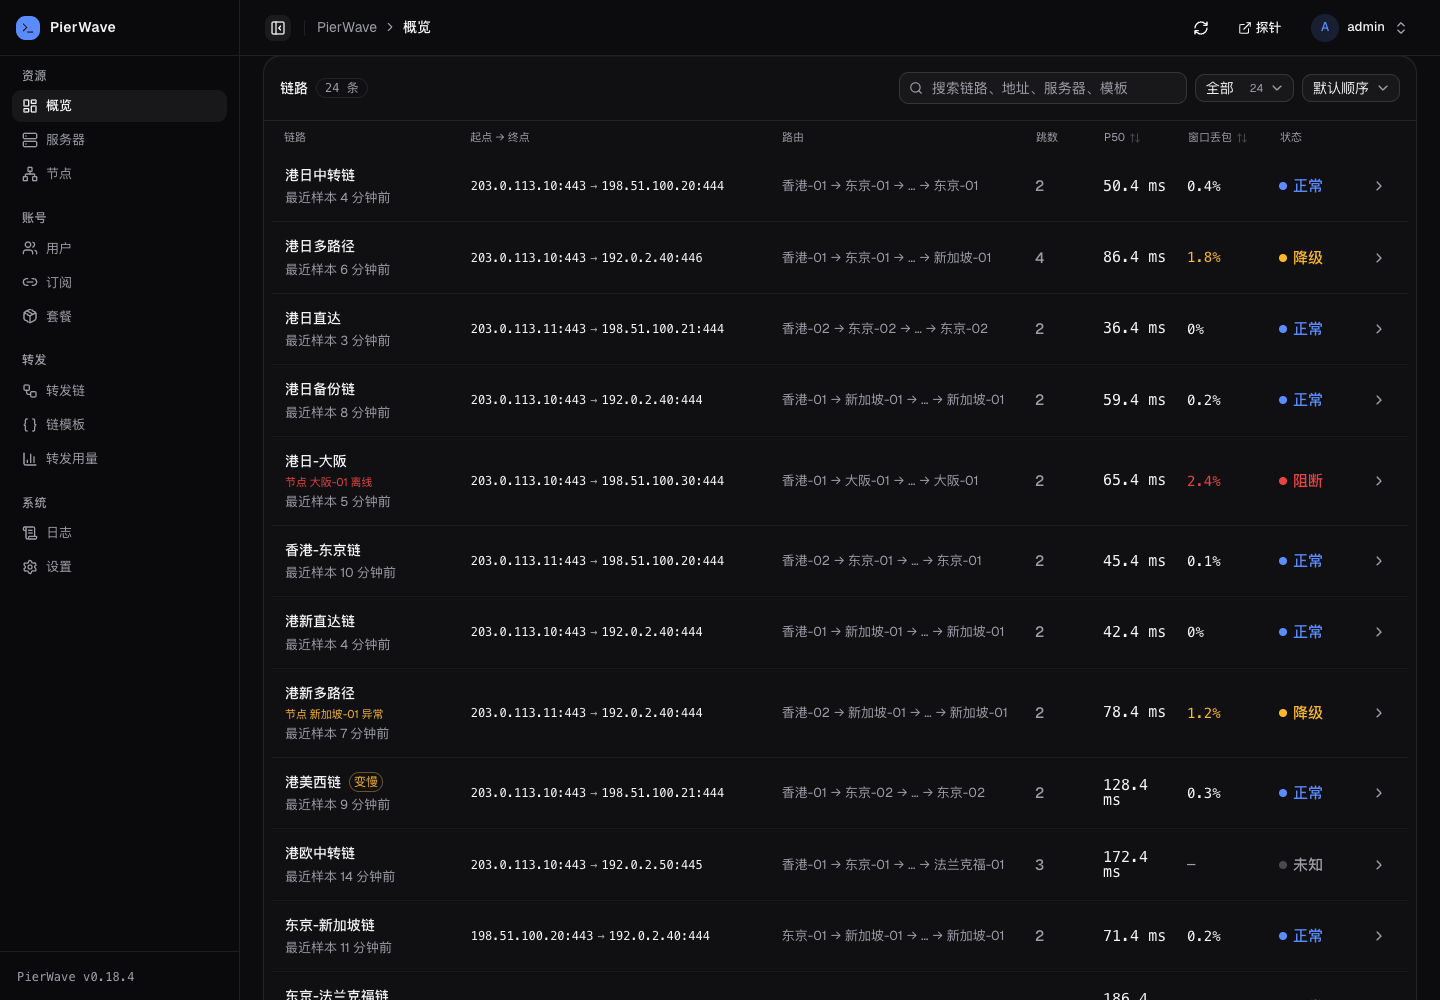 PierWave
PierWave > 概览
探针
A
admin
资源
概览
服务器
节点
账号
用户
订阅
套餐
转发
转发链
链模板
转发用量
系统
日志
设置
PierWave v0.18.4
链路 24 条
搜索链路、地址、服务器、模板
全部 24
默认顺序
链路 起点 → 终点 路由 跳数 P50 窗口丢包 状态
港日中转链
最近样本 4 分钟前
203.0.113.10:443 → 198.51.100.20:444
香港-01 → 东京-01 → … → 东京-01
2
50.4 ms
0.4%
正常
港日多路径
最近样本 6 分钟前
203.0.113.10:443 → 192.0.2.40:446
香港-01 → 东京-01 → … → 新加坡-01
4
86.4 ms
1.8%
降级
港日直达
最近样本 3 分钟前
203.0.113.11:443 → 198.51.100.21:444
香港-02 → 东京-02 → … → 东京-02
2
36.4 ms
0%
正常
港日备份链
最近样本 8 分钟前
203.0.113.10:443 → 192.0.2.40:444
香港-01 → 新加坡-01 → … → 新加坡-01
2
59.4 ms
0.2%
正常
港日-大阪
节点 大阪-01 离线
最近样本 5 分钟前
203.0.113.10:443 → 198.51.100.30:444
香港-01 → 大阪-01 → … → 大阪-01
2
65.4 ms
2.4%
阻断
香港-东京链
最近样本 10 分钟前
203.0.113.11:443 → 198.51.100.20:444
香港-02 → 东京-01 → … → 东京-01
2
45.4 ms
0.1%
正常
港新直达链
最近样本 4 分钟前
203.0.113.10:443 → 192.0.2.40:444
香港-01 → 新加坡-01 → … → 新加坡-01
2
42.4 ms
0%
正常
港新多路径
节点 新加坡-01 异常
最近样本 7 分钟前
203.0.113.11:443 → 192.0.2.40:444
香港-02 → 新加坡-01 → … → 新加坡-01
2
78.4 ms
1.2%
降级
港美西链 变慢
最近样本 9 分钟前
203.0.113.10:443 → 198.51.100.21:444
香港-01 → 东京-02 → … → 东京-02
2
128.4
ms
0.3%
正常
港欧中转链
最近样本 14 分钟前
203.0.113.10:443 → 192.0.2.50:445
香港-01 → 东京-01 → … → 法兰克福-01
3
172.4
ms
—
未知
东京-新加坡链
最近样本 11 分钟前
198.51.100.20:443 → 192.0.2.40:444
东京-01 → 新加坡-01 → … → 新加坡-01
2
71.4 ms
0.2%
正常
东京-法兰克福链
186.4